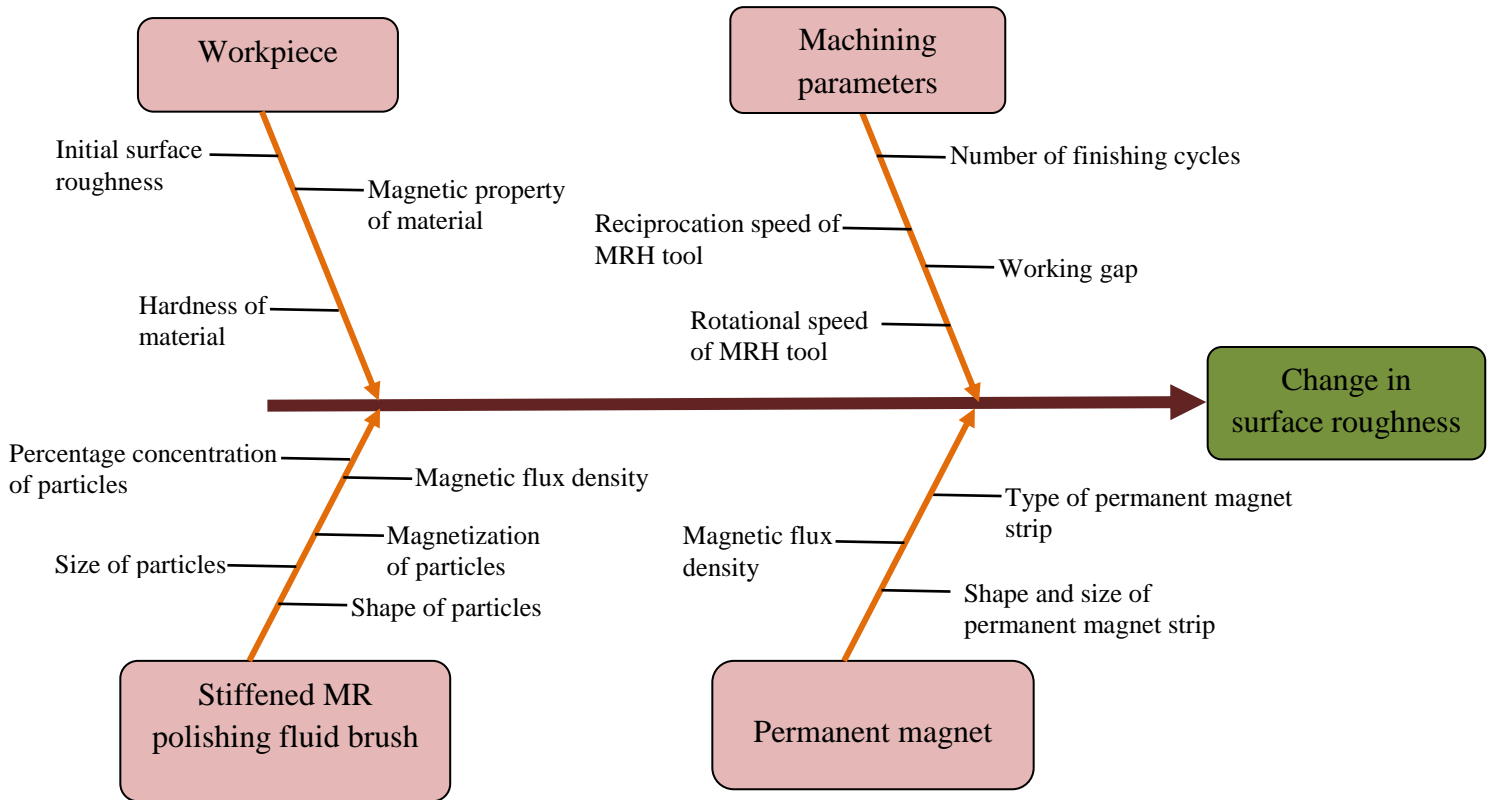 Workpiece
Machining
parameters
Initial surface
roughness
Magnetic property
of material
Hardness of
material
Number of finishing cycles
Reciprocation speed of
MRH tool
Working gap
Rotational speed
of MRH tool
Change in
surface roughness
Percentage concentration
of particles
Magnetic flux density
Magnetization
of particles
Size of particles
Shape of particles
Type of permanent magnet
strip
Magnetic flux
density
Shape and size of
permanent magnet strip
Stiffened MR
polishing fluid brush
Permanent magnet